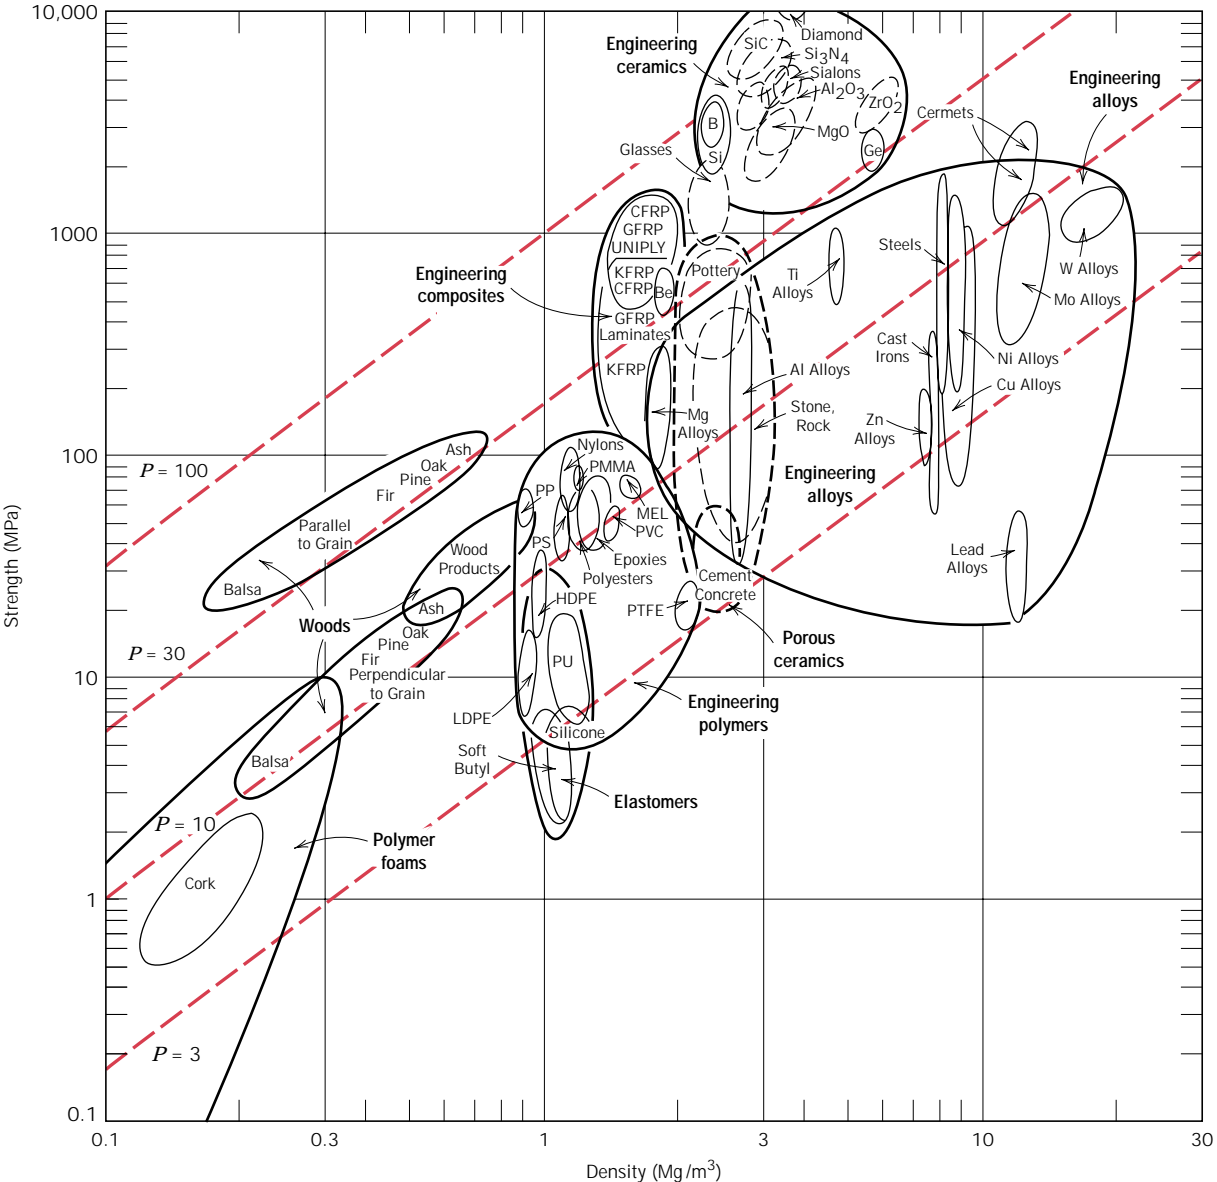 10,000
1000
100
10
1
0.1
Strength (MPa)
0.1
0.3
1
3
10
30
Density (Mg/m³)
Engineering
ceramics
SiC
Diamond
Si₃N₄
Sialons
Al₂O₃
ZrO₂
MgO
B
Si
Ge
Glasses
Cermets
Engineering
alloys
CFRP
GFRP
UNIPLY
KFRP
CFRP
Be
GFRP
Laminates
KFRP
Engineering
composites
Pottery
Ti
Alloys
Steels
W Alloys
Mo Alloys
Cast
Irons
Ni Alloys
Cu Alloys
Al Alloys
Mg
Alloys
Stone,
Rock
Zn
Alloys
Engineering
alloys
Lead
Alloys
P = 100
Ash
Oak
Pine
Fir
Parallel
to Grain
Balsa
Nylons
PMMA
PP
MEL
PVC
PS
Epoxies
Polyesters
Wood
Products
HDPE
PTFE
Cement
Concrete
Woods
Ash
Oak
Pine
Fir
Perpendicular
to Grain
Balsa
P = 30
Porous
ceramics
PU
LDPE
Engineering
polymers
Silicone
Soft
Butyl
Elastomers
P = 10
Polymer
foams
Cork
P = 3